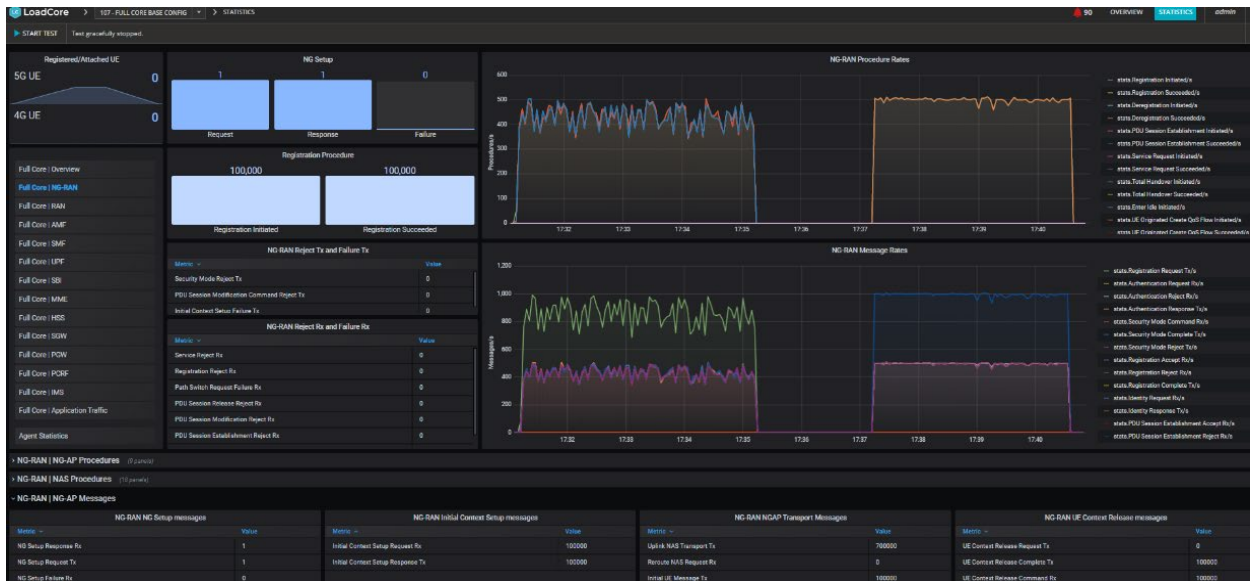 LoadCore > 107 - FULL CORE BASE CONFIG > STATISTICS
90 OVERVIEW STATISTICS admin
START TEST Test gracefully stopped.
Registered/Attached UE
5G UE 0
4G UE 0
Full Core | Overview
Full Core | NG-RAN
Full Core | RAN
Full Core | AMF
Full Core | SMF
Full Core | UPF
Full Core | SBI
Full Core | MME
Full Core | HSS
Full Core | SGW
Full Core | PGW
Full Core | PCRF
Full Core | IMS
Full Core | Application Traffic
Agent Statistics
NG Setup
1 1 0
Request Response Failure
Registration Procedure
100,000 100,000
Registration Initiated Registration Succeeded
NG-RAN Reject Tx and Failure Tx
Metric Value
Security Mode Reject Tx 0
PDU Session Modification Command Reject Tx 0
Initial Context Setup Failure Tx 0
NG-RAN Reject Rx and Failure Rx
Metric Value
Service Reject Rx 0
Registration Reject Rx 0
Path Switch Request Failure Rx 0
PDU Session Release Reject Rx 0
PDU Session Modification Reject Rx 0
PDU Session Establishment Reject Rx 0
NG-RAN Procedure Rates
Procedures/s
600
500
400
300
200
100
0
17:32 17:33 17:34 17:35 17:36 17:37 17:38 17:39 17:40
stats.Registration Initiated/s
stats.Registration Succeeded/s
stats.Deregistration Initiated/s
stats.Deregistration Succeeded/s
stats.PDU Session Establishment Initiated/s
stats.PDU Session Establishment Succeeded/s
stats.Service Request Initiated/s
stats.Service Request Succeeded/s
stats.Total Handover Initiated/s
stats.Total Handover Succeeded/s
stats.Enter Idle Initiated/s
stats.UE Originated Create QoS Flow Initiated/s
stats.UE Originated Create QoS Flow Succeeded/s
NG-RAN Message Rates
Messages/s
1,200
1,000
800
600
400
200
0
17:32 17:33 17:34 17:35 17:36 17:37 17:38 17:39 17:40
stats.Registration Request Tx/s
stats.Authentication Request Rx/s
stats.Authentication Reject Rx/s
stats.Authentication Response Tx/s
stats.Security Mode Command Rx/s
stats.Security Mode Complete Tx/s
stats.Security Mode Reject Tx/s
stats.Registration Accept Rx/s
stats.Registration Reject Rx/s
stats.Registration Complete Tx/s
stats.Identity Request Rx/s
stats.Identity Response Tx/s
stats.PDU Session Establishment Accept Rx/s
stats.PDU Session Establishment Reject Rx/s
NG-RAN | NG-AP Procedures
NG-RAN | NAS Procedures
NG-RAN | NG-AP Messages
NG-RAN NG Setup messages
Metric Value
NG Setup Response Rx 1
NG Setup Request Tx 1
NG Setup Failure Rx 0
NG-RAN Initial Context Setup messages
Metric Value
Initial Context Setup Request Rx 100000
Initial Context Setup Response Tx 100000
NG-RAN NGAP Transport Messages
Metric Value
Uplink NAS Transport Tx 700000
Reroute NAS Request Rx 0
Initial UE Message Tx 100000
NG-RAN UE Context Release messages
Metric Value
UE Context Release Request Tx 0
UE Context Release Complete Tx 100000
UE Context Release Command Rx 100000